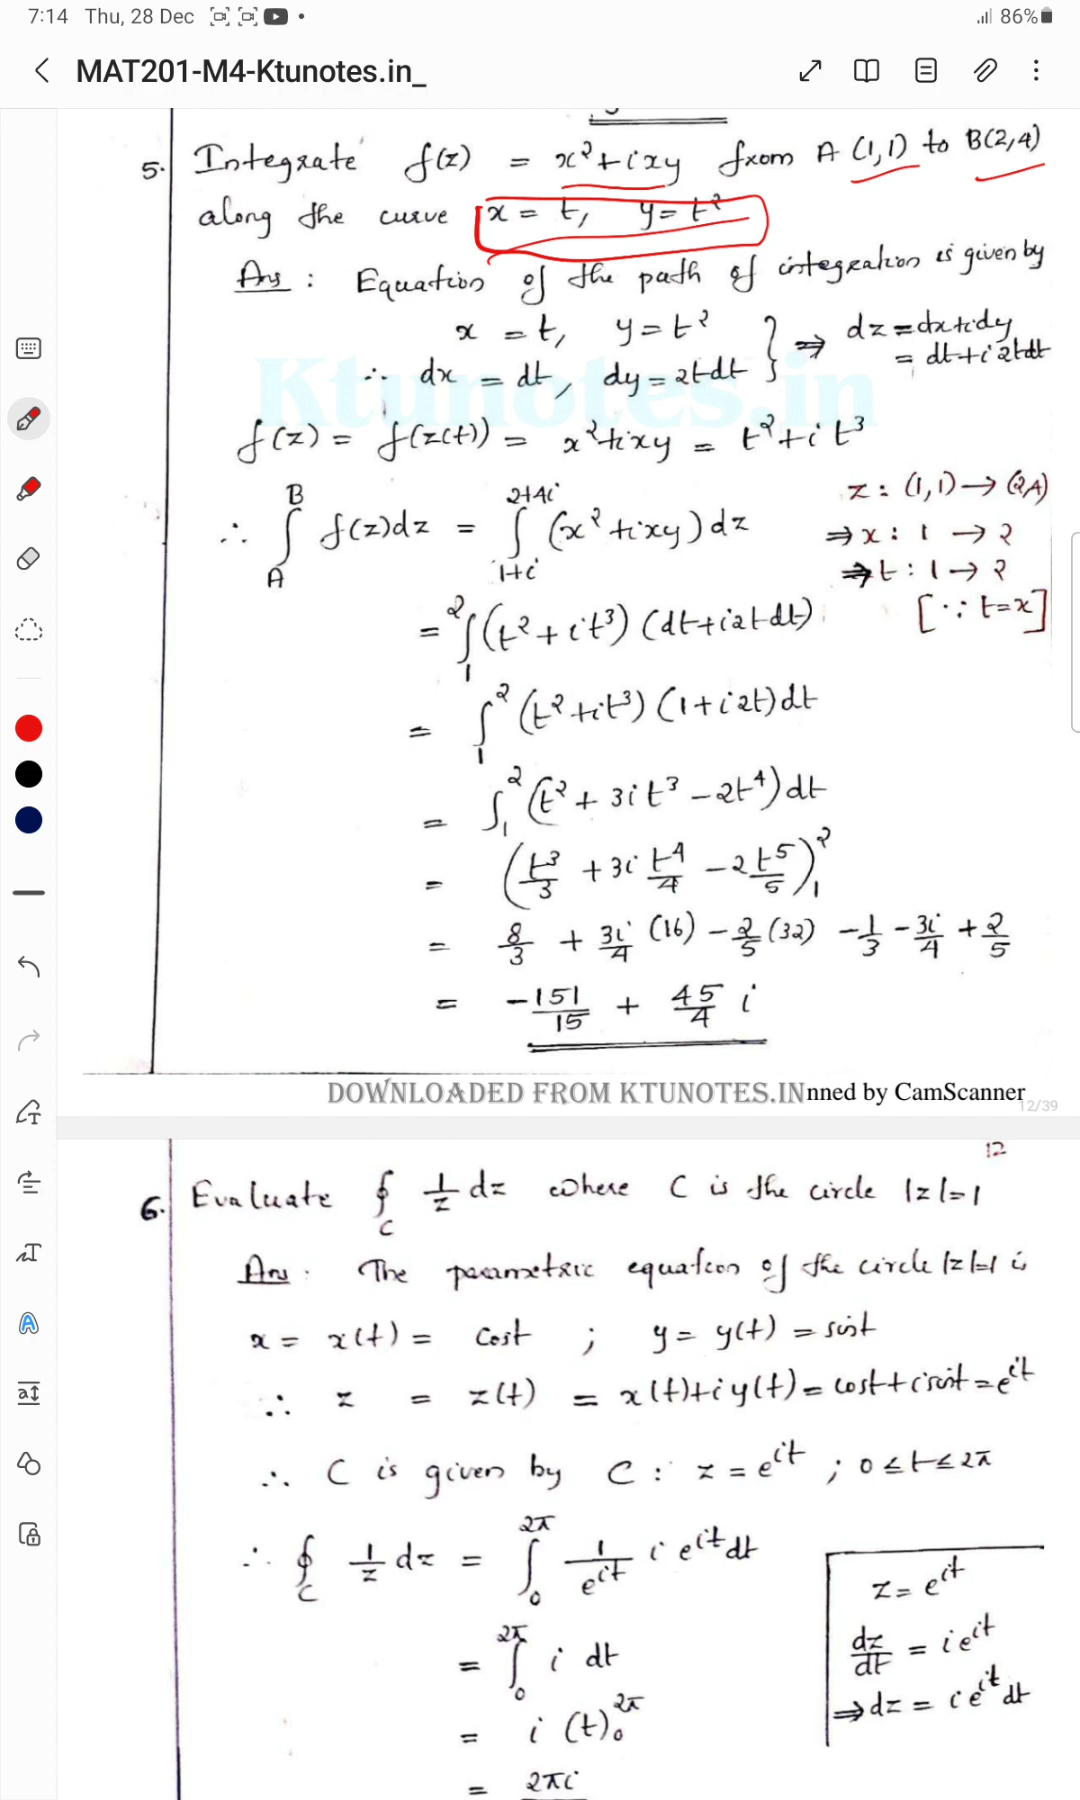 7:14 Thu, 28 Dec
86%
MAT201-M4-Ktunotes.in_
5. Integrate f(z) = x²+ixy from A (1,1) to B(2,4)
along the curve x = t, y = t²
Ans : Equation of the path of integration is given by
x = t, y = t² } ⇒ dz = dx+idy
∴ dx = dt, dy = 2tdt = dt+i2tdt
Ktunotes.in
f(z) = f(z(t)) = x²+ixy = t²+it³
z : (1,1) → (2,4)
∴ ∫_A^B f(z)dz = ∫_{1+i}^{2+4i} (x²+ixy)dz ⇒ x : 1 → 2
⇒ t : 1 → 2
= ∫_1^2 (t²+it³) (dt+i2tdt) [∵ t=x]
= ∫_1^2 (t²+it³) (1+i2t)dt
= ∫_1^2 (t² + 3it³ - 2t⁴) dt
= (t³/3 + 3i t⁴/4 - 2 t⁵/5)_1^2
= 8/3 + 3i/4 (16) - 2/5 (32) - 1/3 - 3i/4 + 2/5
= -151/15 + 45/4 i
DOWNLOADED FROM KTUNOTES.IN nned by CamScanner
12/39
12
6. Evaluate ∮_C 1/z dz where C is the circle |z|=1
Ans : The parametric equation of the circle |z|=1 is
x = x(t) = cost ; y = y(t) = sint
∴ z = z(t) = x(t)+iy(t) = cost+isint = e^{it}
∴ C is given by C : z = e^{it} ; 0 ≤ t ≤ 2π
∴ ∮_C 1/z dz = ∫_0^{2π} 1/e^{it} i e^{it} dt
z = e^{it}
= ∫_0^{2π} i dt
dz/dt = ie^{it}
⇒ dz = ie^{it} dt
= i (t)_0^{2π}
= 2πi